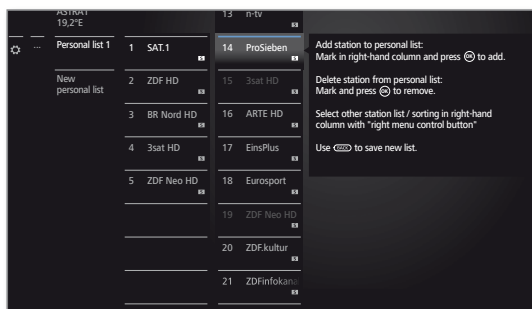 ASTRA1
19,2°E
...
Personal list 1
New
personal list
1 SAT.1
S
2 ZDF HD
S
3 BR Nord HD
S
4 3sat HD
S
5 ZDF Neo HD
S
13 n-tv
S
14 ProSieben
S
15 3sat HD
S
16 ARTE HD
S
17 EinsPlus
S
18 Eurosport
S
19 ZDF Neo HD
S
20 ZDF.kultur
S
21 ZDFinfokana
S
Add station to personal list:
Mark in right-hand column and press OK to add.
Delete station from personal list:
Mark and press OK to remove.
Select other station list / sorting in right-hand
column with "right menu control button"
Use BACK to save new list.